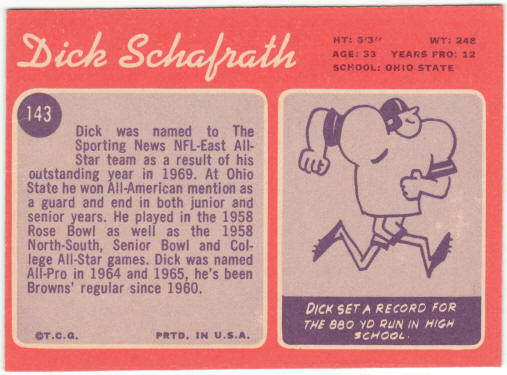 Dick Schafrath
HT: 6'3" WT: 248
AGE: 33 YEARS PRO: 12
SCHOOL: OHIO STATE
143
Dick was named to The
Sporting News NFL-East All-
Star team as a result of his
outstanding year in 1969. At Ohio
State he won All-American mention as
a guard and end in both junior and
senior years. He played in the 1958
Rose Bowl as well as the 1958
North-South, Senior Bowl and Col-
lege All-Star games. Dick was named
All-Pro in 1964 and 1965, he's been
Browns' regular since 1960.
©T.C.G. PRTD. IN U.S.A.
DICK SET A RECORD FOR
THE 880 YD RUN IN HIGH
SCHOOL.